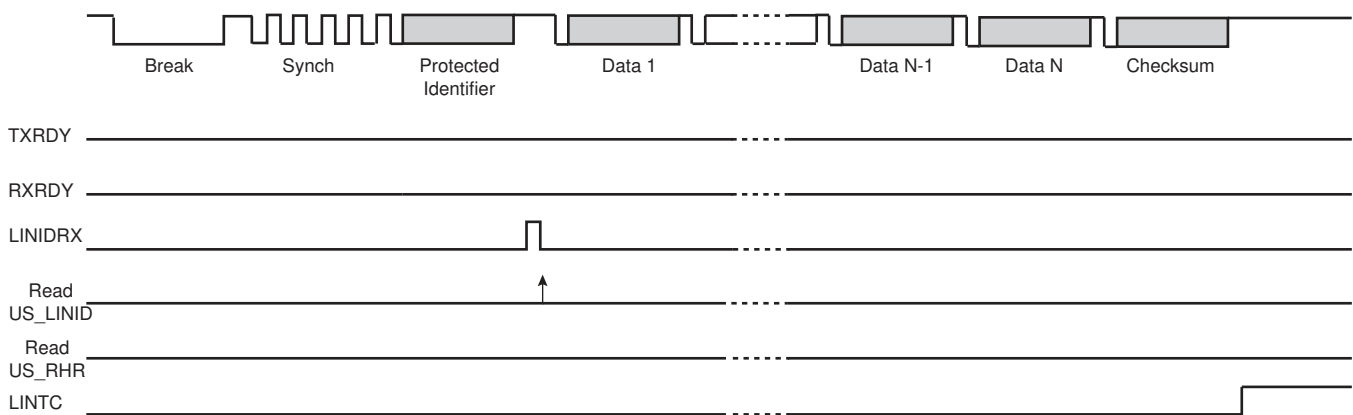 Break
Synch
Protected
Identifier
Data 1
Data N-1
Data N
Checksum
TXRDY
RXRDY
LINIDRX
Read
US_LINID
Read
US_RHR
LINTC